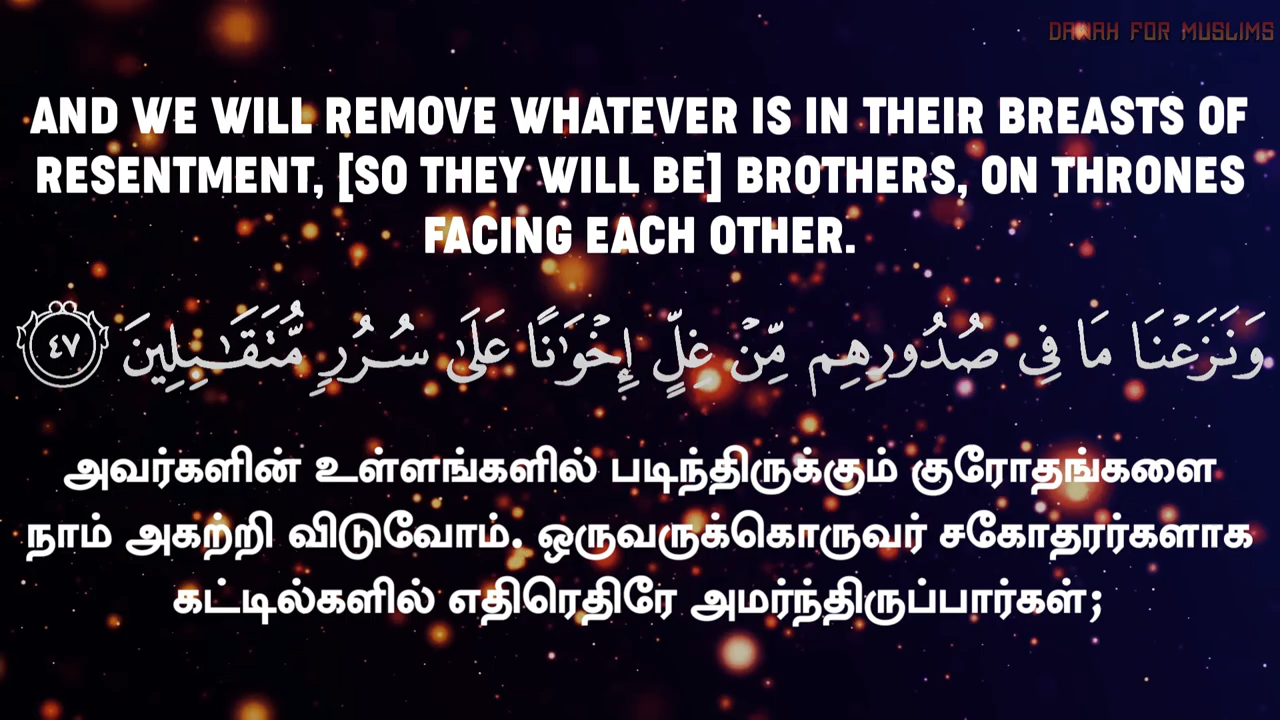 DAWAH FOR MUSLIMS
AND WE WILL REMOVE WHATEVER IS IN THEIR BREASTS OF
RESENTMENT, [SO THEY WILL BE] BROTHERS, ON THRONES
FACING EACH OTHER.
وَنَزَعْنَا مَا فِي صُدُورِهِم مِّنْ غِلٍّ إِخْوَٰنًا عَلَىٰ سُرُرٍ مُّتَقَـٰبِلِينَ ٤٧
அவர்களின் உள்ளங்களில் படிந்திருக்கும் குரோதங்களை
நாம் அகற்றி விடுவோம். ஒருவருக்கொருவர் சகோதரர்களாக
கட்டில்களில் எதிரெதிரே அமர்ந்திருப்பார்கள்;